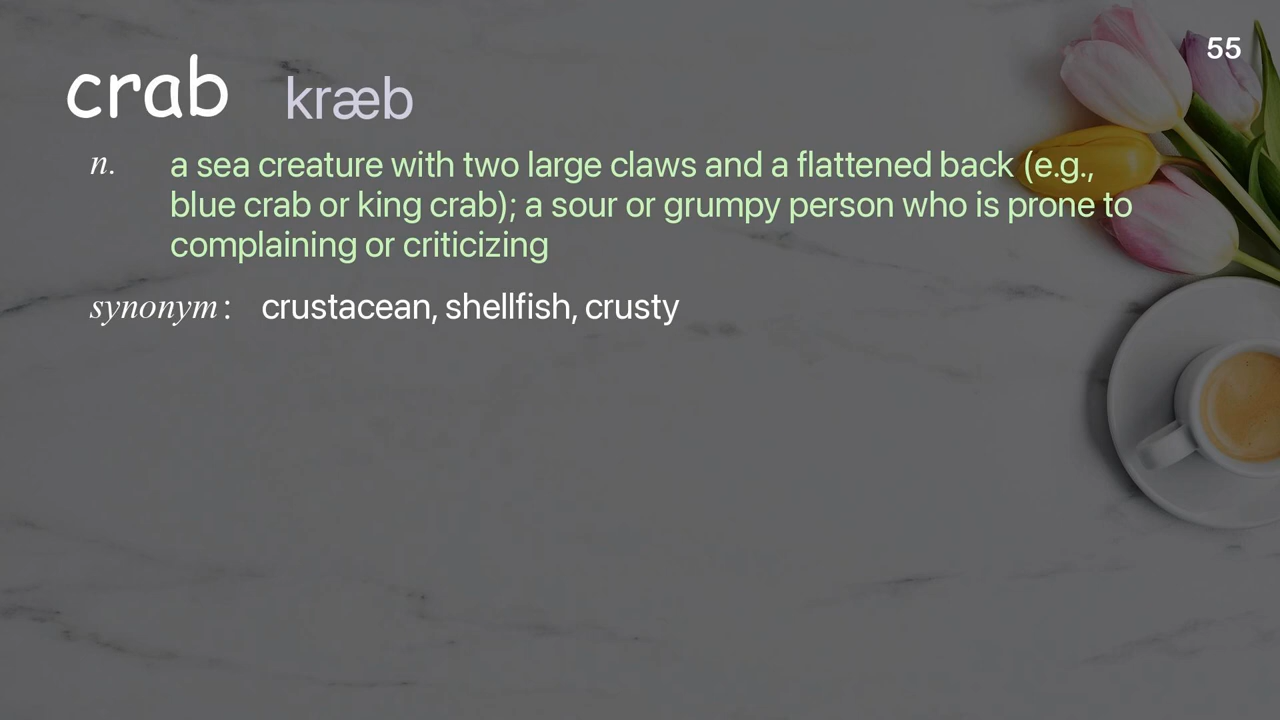 55
crab kræb
n. a sea creature with two large claws and a flattened back (e.g.,
blue crab or king crab); a sour or grumpy person who is prone to
complaining or criticizing
synonym: crustacean, shellfish, crusty